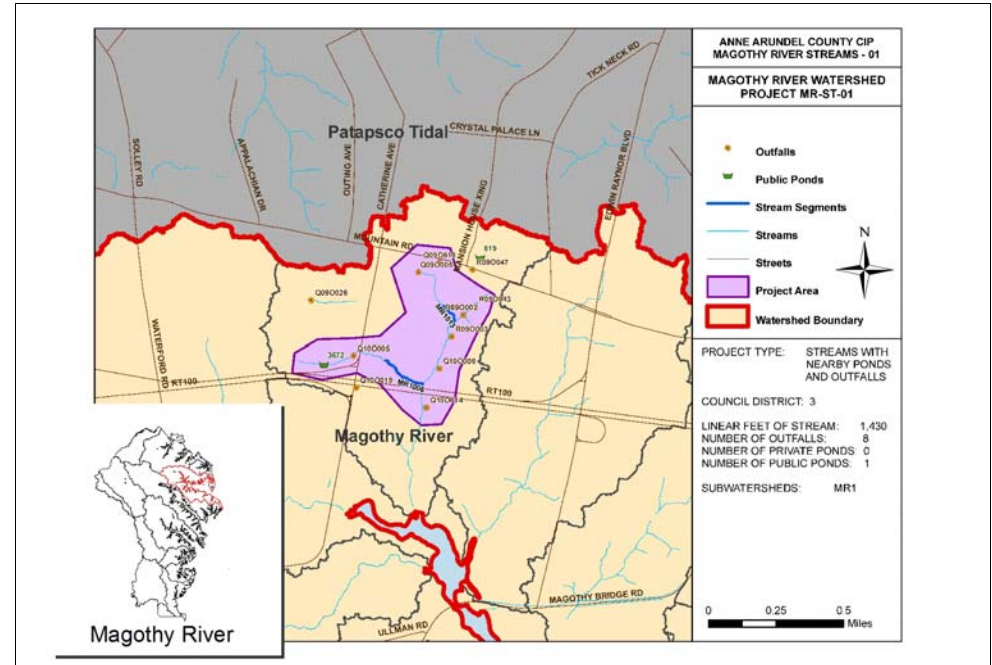 ANNE ARUNDEL COUNTY CIP
MAGOTHY RIVER STREAMS - 01
MAGOTHY RIVER WATERSHED
PROJECT MR-ST-01
Outfalls
Public Ponds
Stream Segments
Streams
Streets
Project Area
Watershed Boundary
N
PROJECT TYPE: STREAMS WITH
NEARBY PONDS
AND OUTFALLS
COUNCIL DISTRICT: 3
LINEAR FEET OF STREAM: 1,430
NUMBER OF OUTFALLS: 8
NUMBER OF PRIVATE PONDS: 0
NUMBER OF PUBLIC PONDS: 1
SUBWATERSHEDS: MR1
0 0.25 0.5
Miles
TICK NECK RD
Patapsco Tidal
CRYSTAL PALACE LN
SOLLEY RD
APPALACHIAN DR
OUTING AVE
CATHERINE AVE
EDWIN RAYNOR BLVD
MANSION HOUSE XING
MOUNTAIN RD
619
R09O047
Q09O026
R09O003
3672
Q10O005
Q10O006
WATERFORD RD
RT100
RT100
Magothy River
MAGOTHY BRIDGE RD
ULLMAN RD
Magothy River